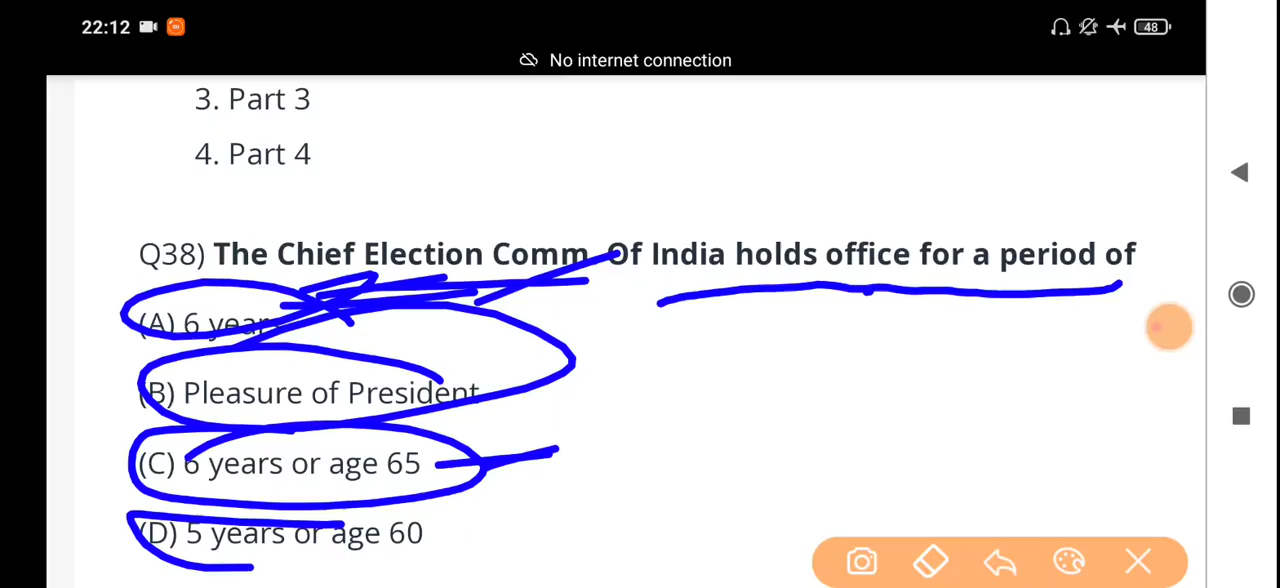 22:12
48
No internet connection
3. Part 3
4. Part 4
Q38) The Chief Election Comm. Of India holds office for a period of
(A) 6 years
(B) Pleasure of President
(C) 6 years or age 65
(D) 5 years or age 60